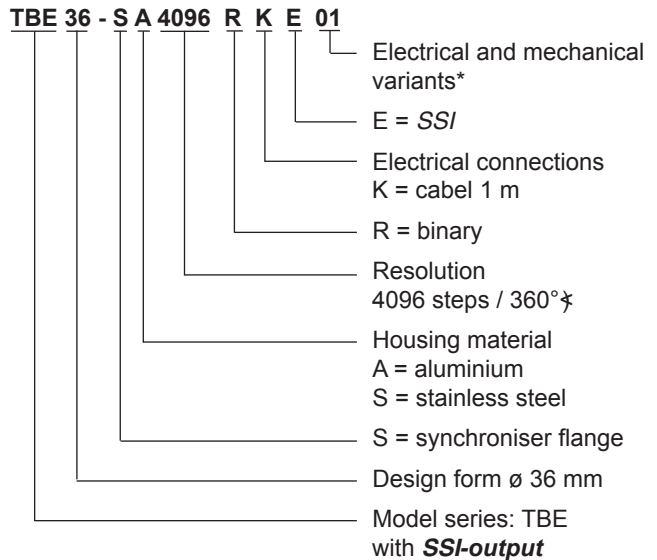 TBE 36 - S A 4096 R K E 01
Electrical and mechanical
variants*
E = SSI
Electrical connections
K = cabel 1 m
R = binary
Resolution
4096 steps / 360°∢
Housing material
A = aluminium
S = stainless steel
S = synchroniser flange
Design form ø 36 mm
Model series: TBE
with SSI-output